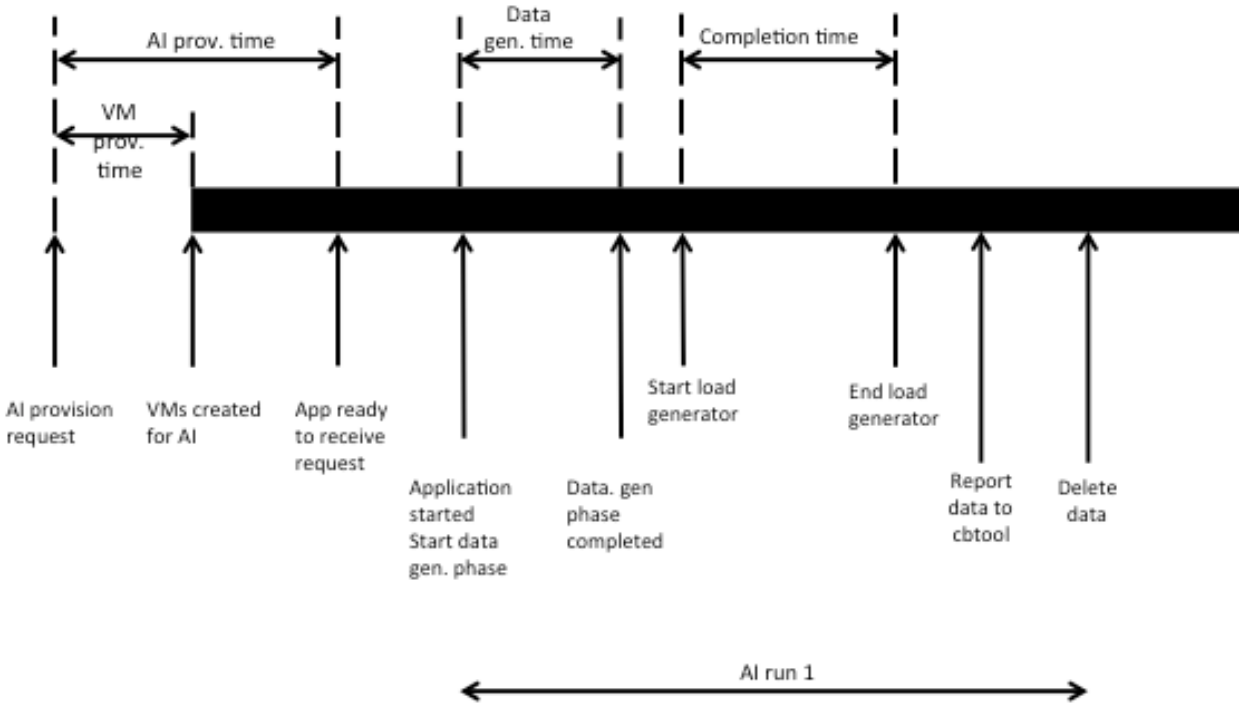 AI prov. time
Data
gen. time
Completion time
VM
prov.
time
AI provision
request
VMs created
for AI
App ready
to receive
request
Application
started
Start data
gen. phase
Data. gen
phase
completed
Start load
generator
End load
generator
Report
data to
cbtool
Delete
data
AI run 1